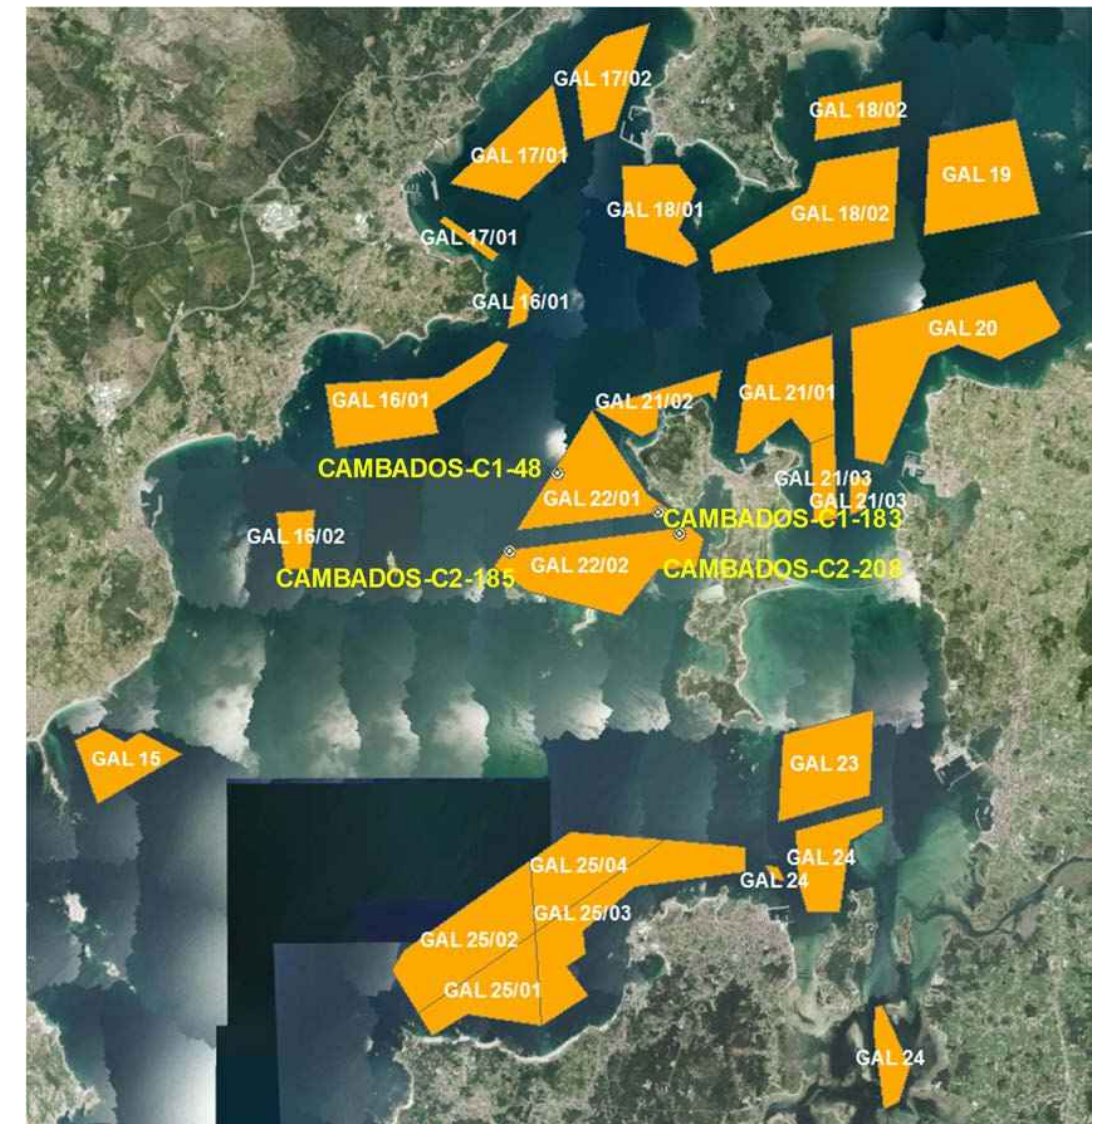 GAL 17/02
GAL 18/02
GAL 17/01
GAL 19
GAL 18/01
GAL 18/02
GAL 17/01
GAL 16/01
GAL 20
GAL 21/01
GAL 16/01
GAL 21/02
CAMBADOS-C1-48
GAL 21/03
GAL 22/01
GAL 21/03
CAMBADOS-C1-183
GAL 16/02
GAL 22/02
CAMBADOS-C2-208
CAMBADOS-C2-185
GAL 15
GAL 23
GAL 24
GAL 25/04
GAL 24
GAL 25/03
GAL 25/02
GAL 25/01
GAL 24